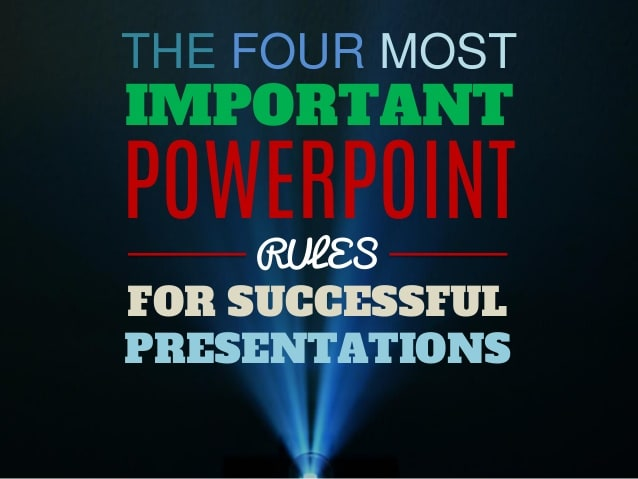 THE FOUR MOST
IMPORTANT
POWERPOINT
RULES
FOR SUCCESSFUL
PRESENTATIONS